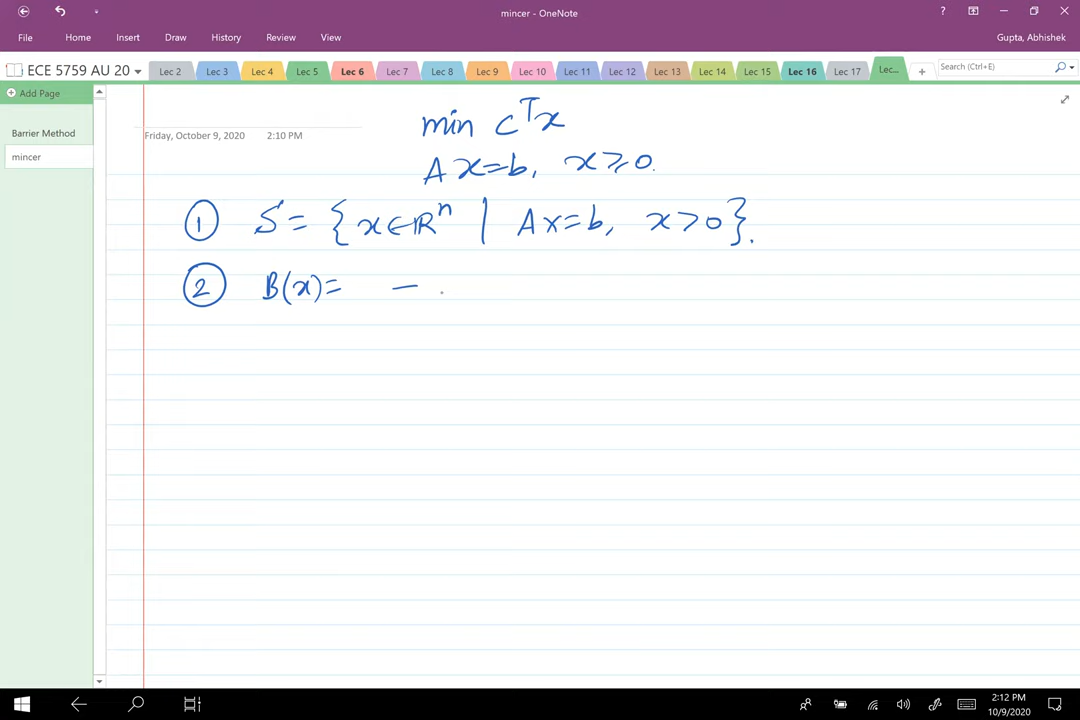 mincer - OneNote
File Home Insert Draw History Review View
Gupta, Abhishek
ECE 5759 AU 20 Lec 2 Lec 3 Lec 4 Lec 5 Lec 6 Lec 7 Lec 8 Lec 9 Lec 10 Lec 11 Lec 12 Lec 13 Lec 14 Lec 15 Lec 16 Lec 17 Lec... + Search (Ctrl+E)
Add Page
Barrier Method
mincer
Friday, October 9, 2020 2:10 PM
min cᵀx
Ax=b, x≥0.
① S = {x∈ℝⁿ | Ax=b, x>0}.
② B(x)= –
2:12 PM
10/9/2020